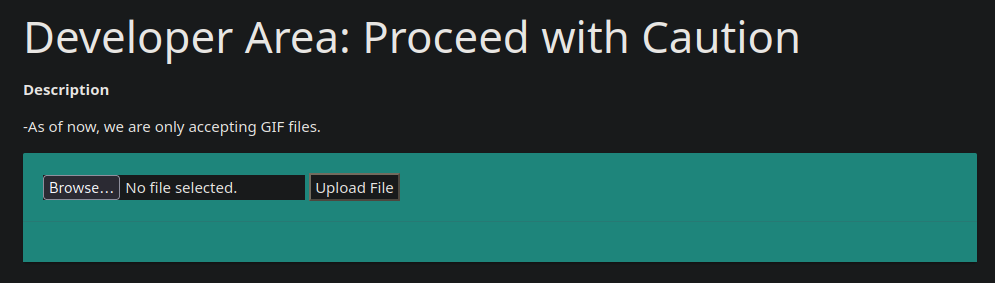 Developer Area: Proceed with Caution
Description
-As of now, we are only accepting GIF files.
Browse... No file selected. Upload File